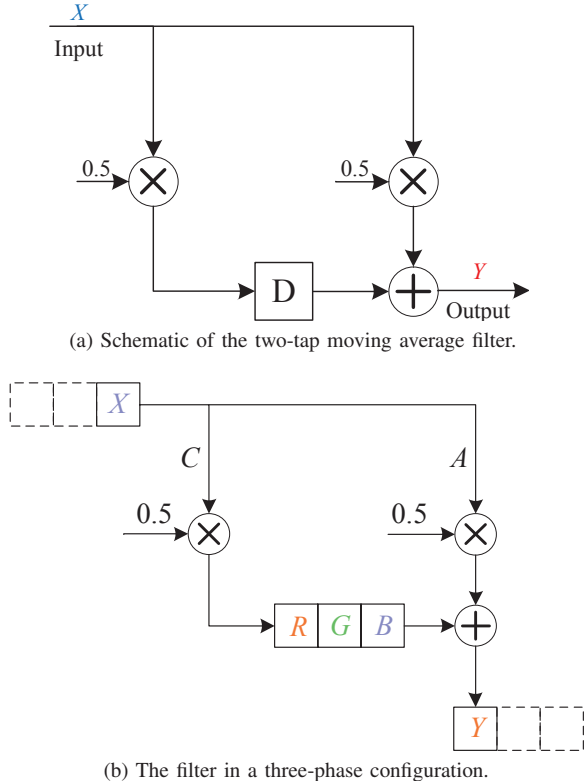 X
Input
0.5
0.5
D
Y
Output
(a) Schematic of the two-tap moving average filter.
X
C
A
0.5
0.5
R G B
Y
(b) The filter in a three-phase configuration.